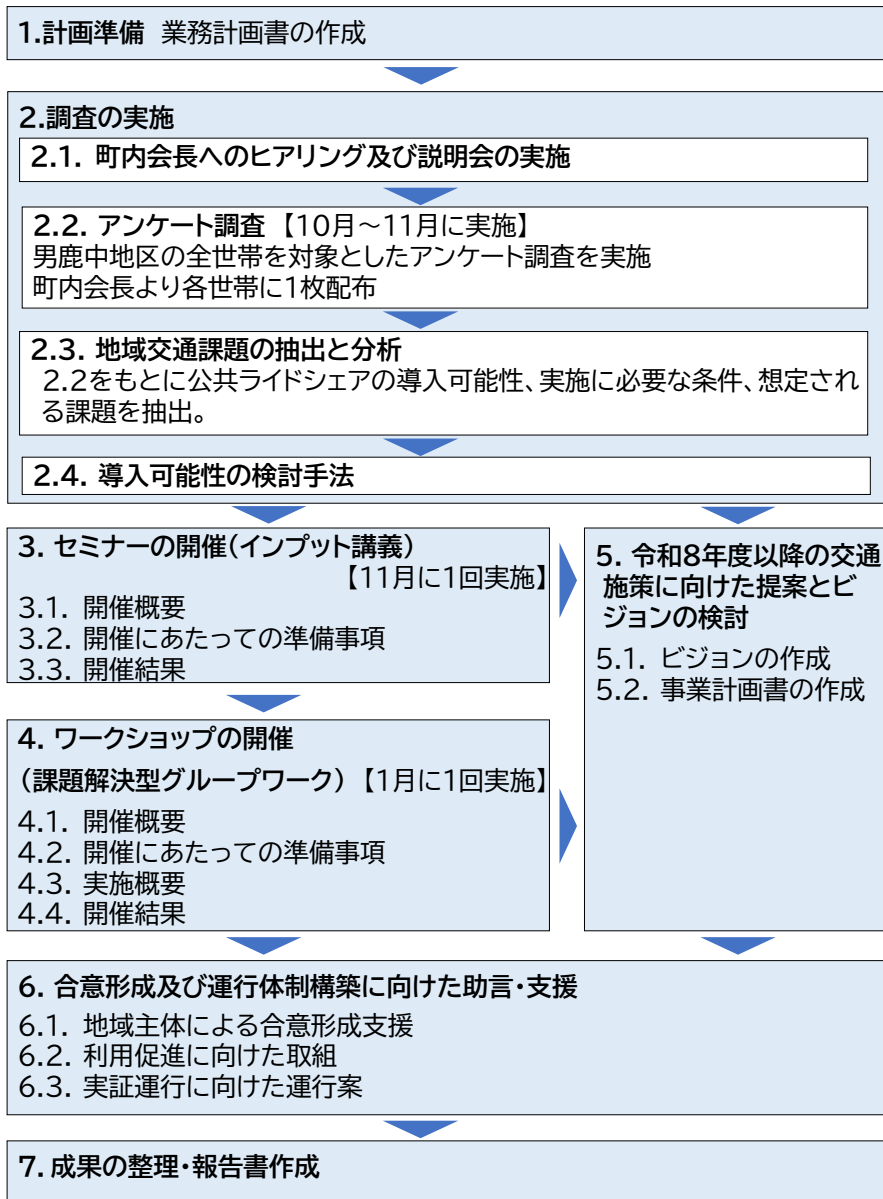 1.計画準備 業務計画書の作成
2.調査の実施
2.1. 町内会長へのヒアリング及び説明会の実施
2.2. アンケート調査 【10月～11月に実施】
男鹿中地区の全世帯を対象としたアンケート調査を実施
町内会長より各世帯に1枚配布
2.3. 地域交通課題の抽出と分析
2.2をもとに公共ライドシェアの導入可能性、実施に必要な条件、想定され
る課題を抽出。
2.4. 導入可能性の検討手法
3. セミナーの開催(インプット講義)
【11月に1回実施】
3.1. 開催概要
3.2. 開催にあたっての準備事項
3.3. 開催結果
4. ワークショップの開催
(課題解決型グループワーク) 【1月に1回実施】
4.1. 開催概要
4.2. 開催にあたっての準備事項
4.3. 実施概要
4.4. 開催結果
5. 令和8年度以降の交通
施策に向けた提案とビ
ジョンの検討
5.1. ビジョンの作成
5.2. 事業計画書の作成
6. 合意形成及び運行体制構築に向けた助言・支援
6.1. 地域主体による合意形成支援
6.2. 利用促進に向けた取組
6.3. 実証運行に向けた運行案
7. 成果の整理・報告書作成